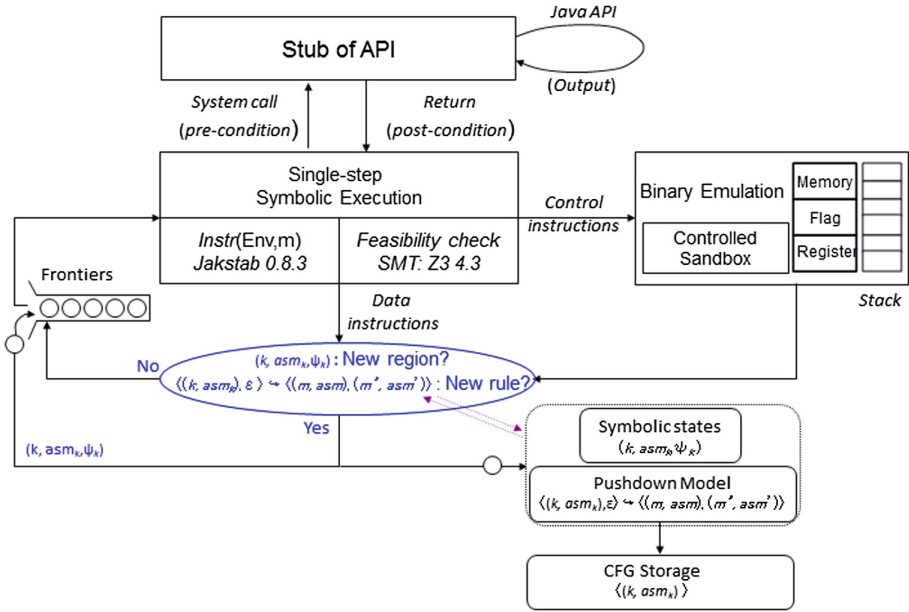 Java API
Stub of API
(Output)
System call
(pre-condition)
Return
(post-condition)
Single-step
Symbolic Execution
Instr(Env,m)
Jakstab 0.8.3
Feasibility check
SMT: Z3 4.3
Control
instructions
Binary Emulation
Controlled
Sandbox
Memory
Flag
Register
Stack
Frontiers
Data
instructions
No
(k, asmₖ, ψₖ) : New region?
⟨(k, asmₖ), ε⟩ ↪ ⟨(m, asm), (m', asm')⟩ : New rule?
Yes
(k, asmₖ,ψₖ)
Symbolic states
(k, asmₖ, ψₖ)
Pushdown Model
⟨(k, asmₖ),ε⟩ ↪ ⟨(m, asm), (m', asm')⟩
CFG Storage
⟨(k, asmₖ) ⟩